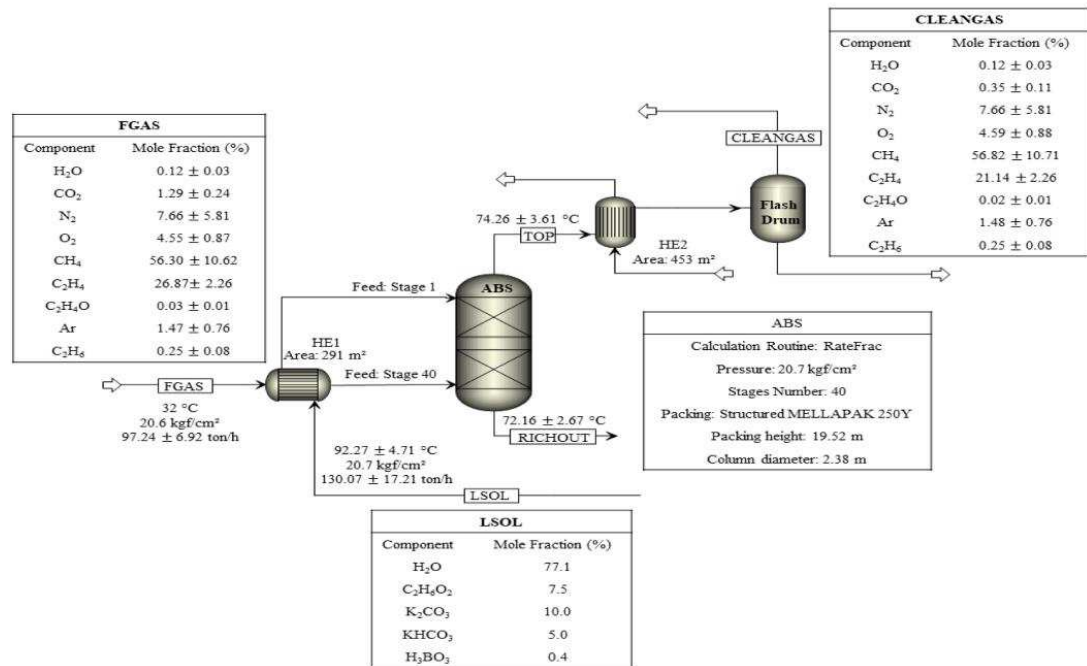 CLEANGAS
Component Mole Fraction (%)
H₂O 0.12 ± 0.03
CO₂ 0.35 ± 0.11
N₂ 7.66 ± 5.81
O₂ 4.59 ± 0.88
CH₄ 56.82 ± 10.71
C₂H₄ 21.14 ± 2.26
C₂H₄O 0.02 ± 0.01
Ar 1.48 ± 0.76
C₂H₆ 0.25 ± 0.08
FGAS
Component Mole Fraction (%)
H₂O 0.12 ± 0.03
CO₂ 1.29 ± 0.24
N₂ 7.66 ± 5.81
O₂ 4.55 ± 0.87
CH₄ 56.30 ± 10.62
C₂H₄ 26.87± 2.26
C₂H₄O 0.03 ± 0.01
Ar 1.47 ± 0.76
C₂H₆ 0.25 ± 0.08
CLEANGAS
Flash
Drum
74.26 ± 3.61 °C
TOP
HE2
Area: 453 m²
ABS
Feed: Stage 1
HE1
Area: 291 m²
Feed: Stage 40
FGAS
32 °C
20.6 kgf/cm²
97.24 ± 6.92 ton/h
72.16 ± 2.67 °C
RICHOUT
92.27 ± 4.71 °C
20.7 kgf/cm²
130.07 ± 17.21 ton/h
LSOL
ABS
Calculation Routine: RateFrac
Pressure: 20.7 kgf/cm²
Stages Number: 40
Packing: Structured MELLAPAK 250Y
Packing height: 19.52 m
Column diameter: 2.38 m
LSOL
Component Mole Fraction (%)
H₂O 77.1
C₂H₆O₂ 7.5
K₂CO₃ 10.0
KHCO₃ 5.0
H₃BO₃ 0.4